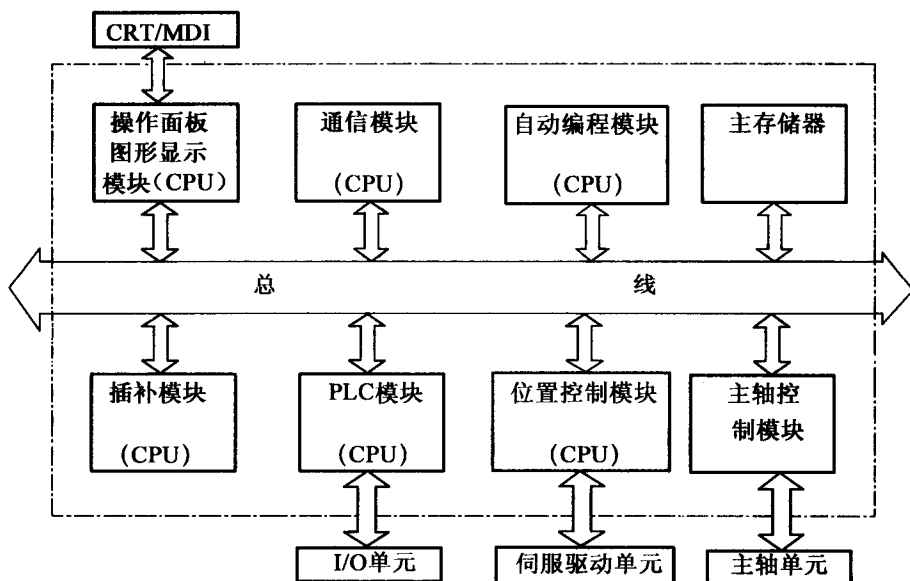 CRT/MDI
操作面板
图形显示
模块(CPU)
通信模块
(CPU)
自动编程模块
(CPU)
主存储器
总 线
插补模块
(CPU)
PLC模块
(CPU)
位置控制模块
(CPU)
主轴控
制模块
I/O单元
伺服驱动单元
主轴单元